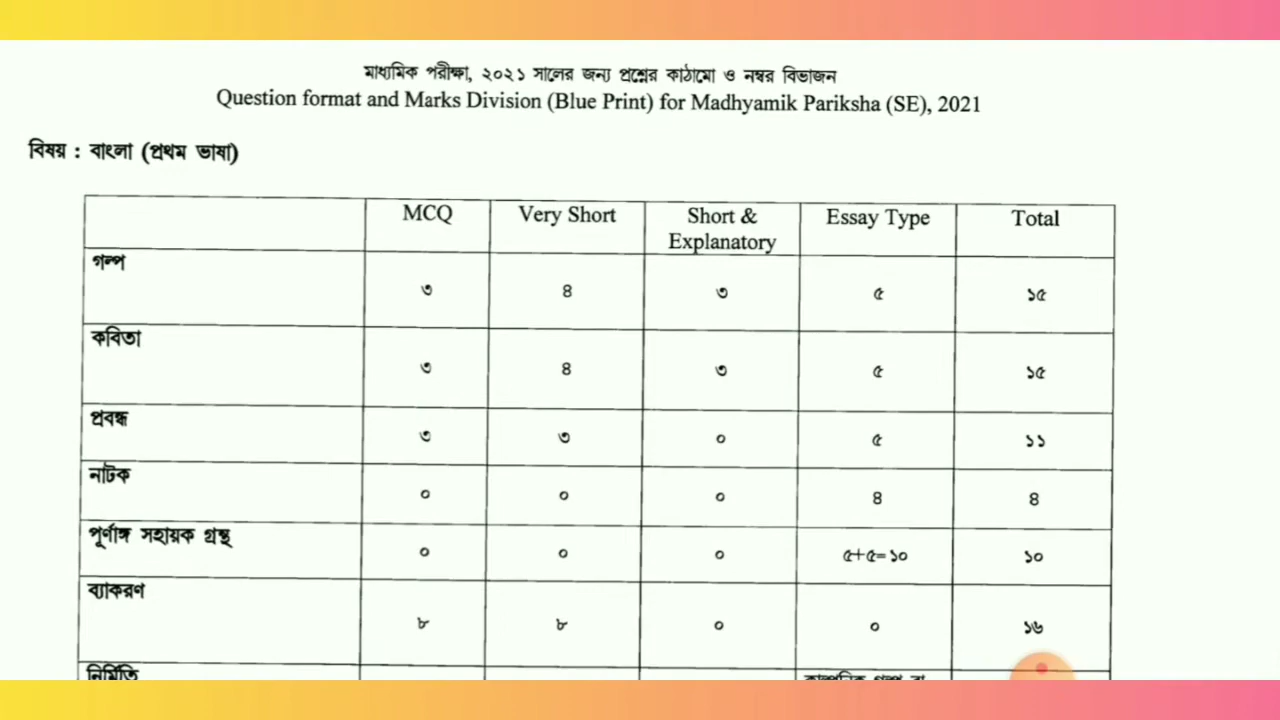 মাধ্যমিক পরীক্ষা, ২০২১ সালের জন্য প্রশ্নের কাঠামো ও নম্বর বিভাজন
Question format and Marks Division (Blue Print) for Madhyamik Pariksha (SE), 2021
বিষয় : বাংলা (প্রথম ভাষা)
MCQ Very Short Short & Explanatory Essay Type Total
গল্প ৩ ৪ ৩ ৫ ১৫
কবিতা ৩ ৪ ৩ ৫ ১৫
প্রবন্ধ ৩ ৩ ০ ৫ ১১
নাটক ০ ০ ০ ৪ ৪
পূর্ণাঙ্গ সহায়ক গ্রন্থ ০ ০ ০ ৫+৫=১০ ১০
ব্যাকরণ ৮ ৮ ০ ০ ১৬
নির্মিতি